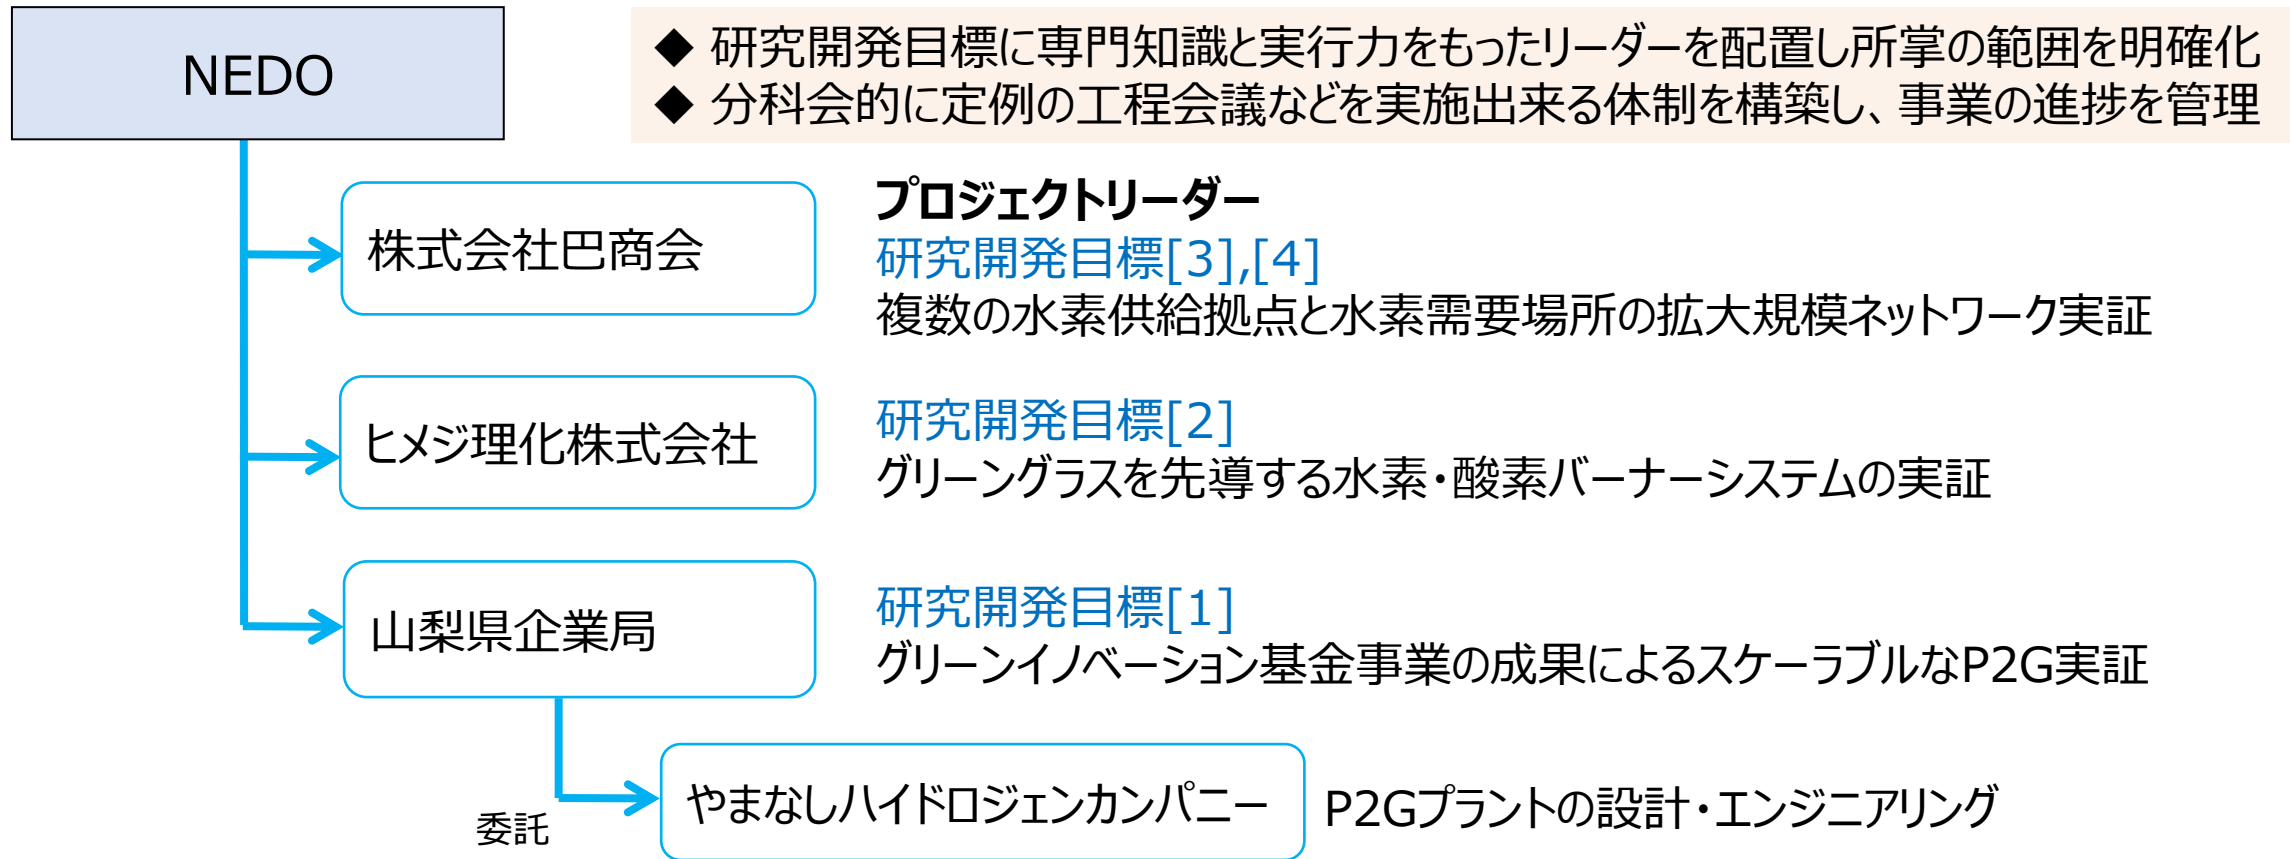 NEDO
◆ 研究開発目標に専門知識と実行力をもったリーダーを配置し所掌の範囲を明確化
◆ 分科会的に定例の工程会議などを実施出来る体制を構築し、事業の進捗を管理
株式会社巴商会
プロジェクトリーダー
研究開発目標[3],[4]
複数の水素供給拠点と水素需要場所の拡大規模ネットワーク実証
ヒメジ理化株式会社
研究開発目標[2]
グリーングラスを先導する水素・酸素バーナーシステムの実証
山梨県企業局
研究開発目標[1]
グリーンイノベーション基金事業の成果によるスケーラブルなP2G実証
委託
やまなしハイドロジェンカンパニー
P2Gプラントの設計・エンジニアリング